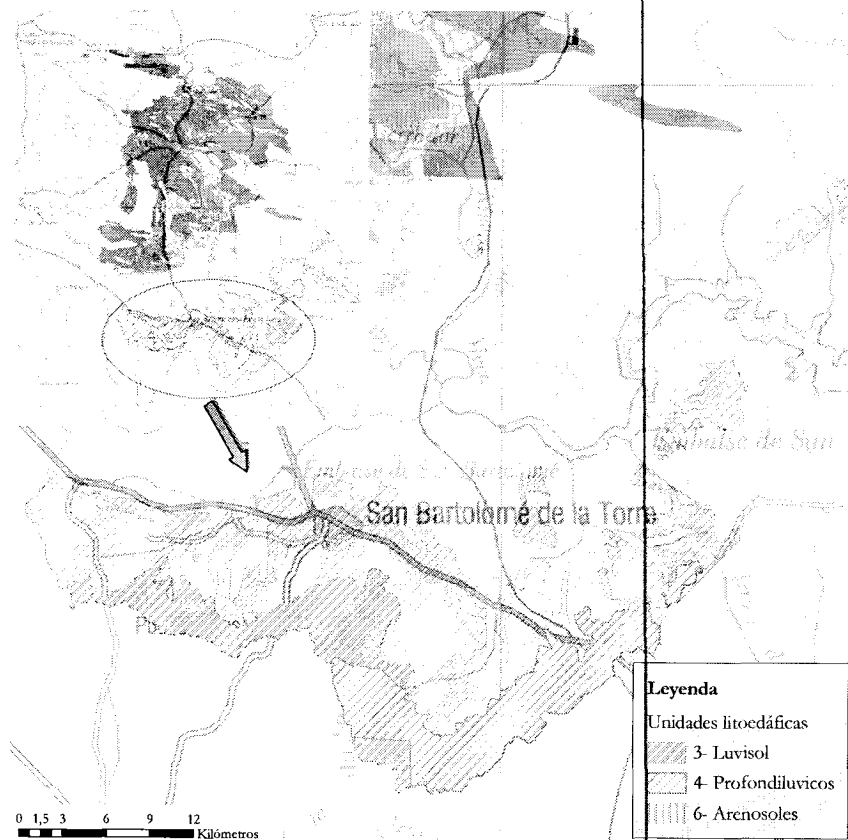 San Bartolomé de la Torre
Leyenda
Unidades litoedáficas
3- Luvisol
4- Profondiluvicos
6- Arenosoles
0 1,5 3 6 9 12
Kilómetros